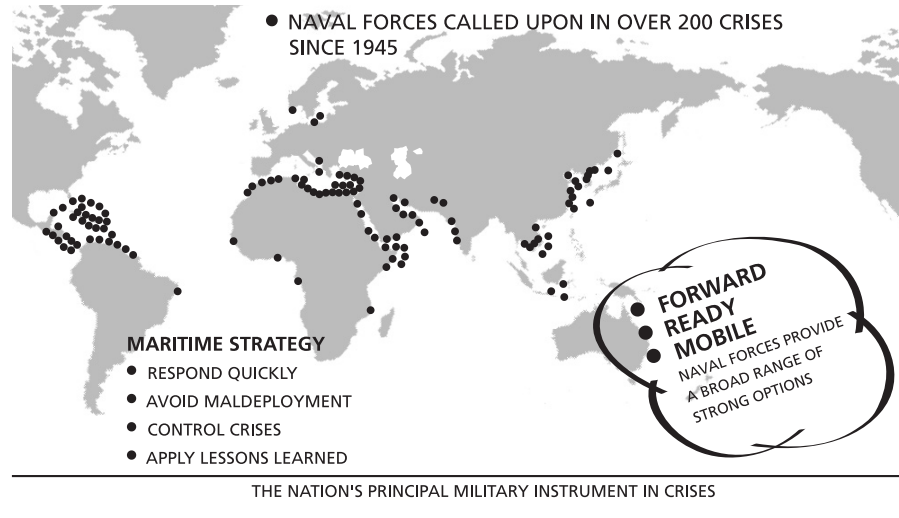 ● NAVAL FORCES CALLED UPON IN OVER 200 CRISES
SINCE 1945
● FORWARD
● READY
● MOBILE
NAVAL FORCES PROVIDE
A BROAD RANGE OF
STRONG OPTIONS
MARITIME STRATEGY
● RESPOND QUICKLY
● AVOID MALDEPLOYMENT
● CONTROL CRISES
● APPLY LESSONS LEARNED
THE NATION'S PRINCIPAL MILITARY INSTRUMENT IN CRISES